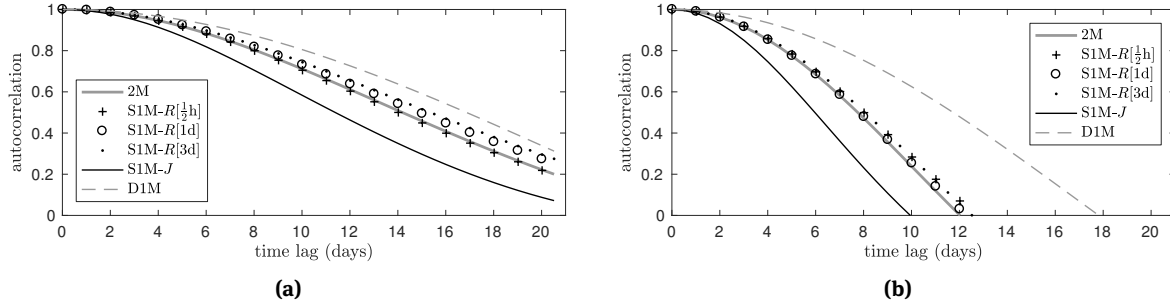 1
0.8
0.6
0.4
0.2
0
autocorrelation
2M
S1M-R[½h]
S1M-R[1d]
S1M-R[3d]
S1M-J
D1M
0 2 4 6 8 10 12 14 16 18 20
time lag (days)
(a)
1
0.8
0.6
0.4
0.2
0
autocorrelation
2M
S1M-R[½h]
S1M-R[1d]
S1M-R[3d]
S1M-J
D1M
0 2 4 6 8 10 12 14 16 18 20
time lag (days)
(b)